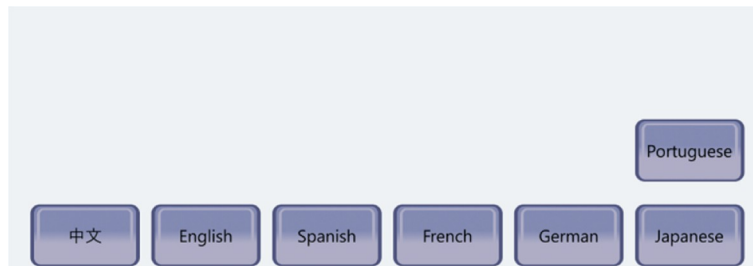 Portuguese
中文
English
Spanish
French
German
Japanese